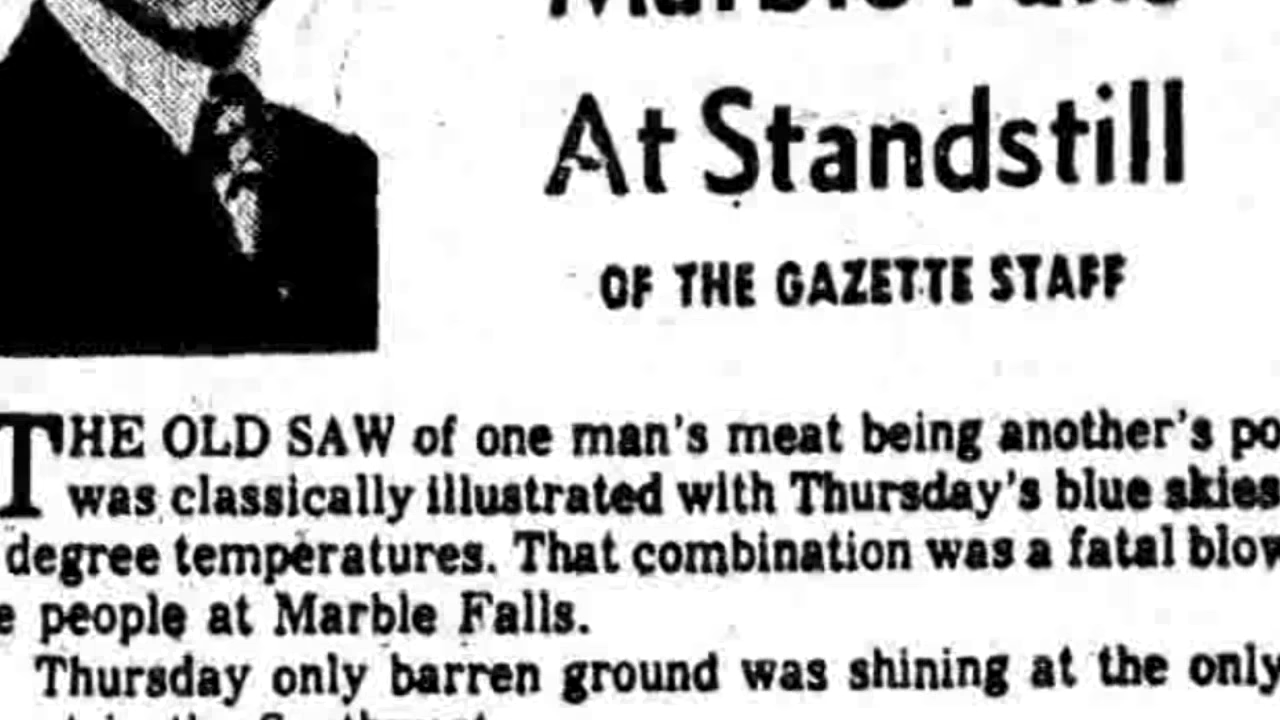 Marble Falls
At Standstill
OF THE GAZETTE STAFF
THE OLD SAW of one man's meat being another's
was classically illustrated with Thursday's blue skies
degree temperatures. That combination was a fatal
people at Marble Falls.
Thursday only barren ground was shining at the only